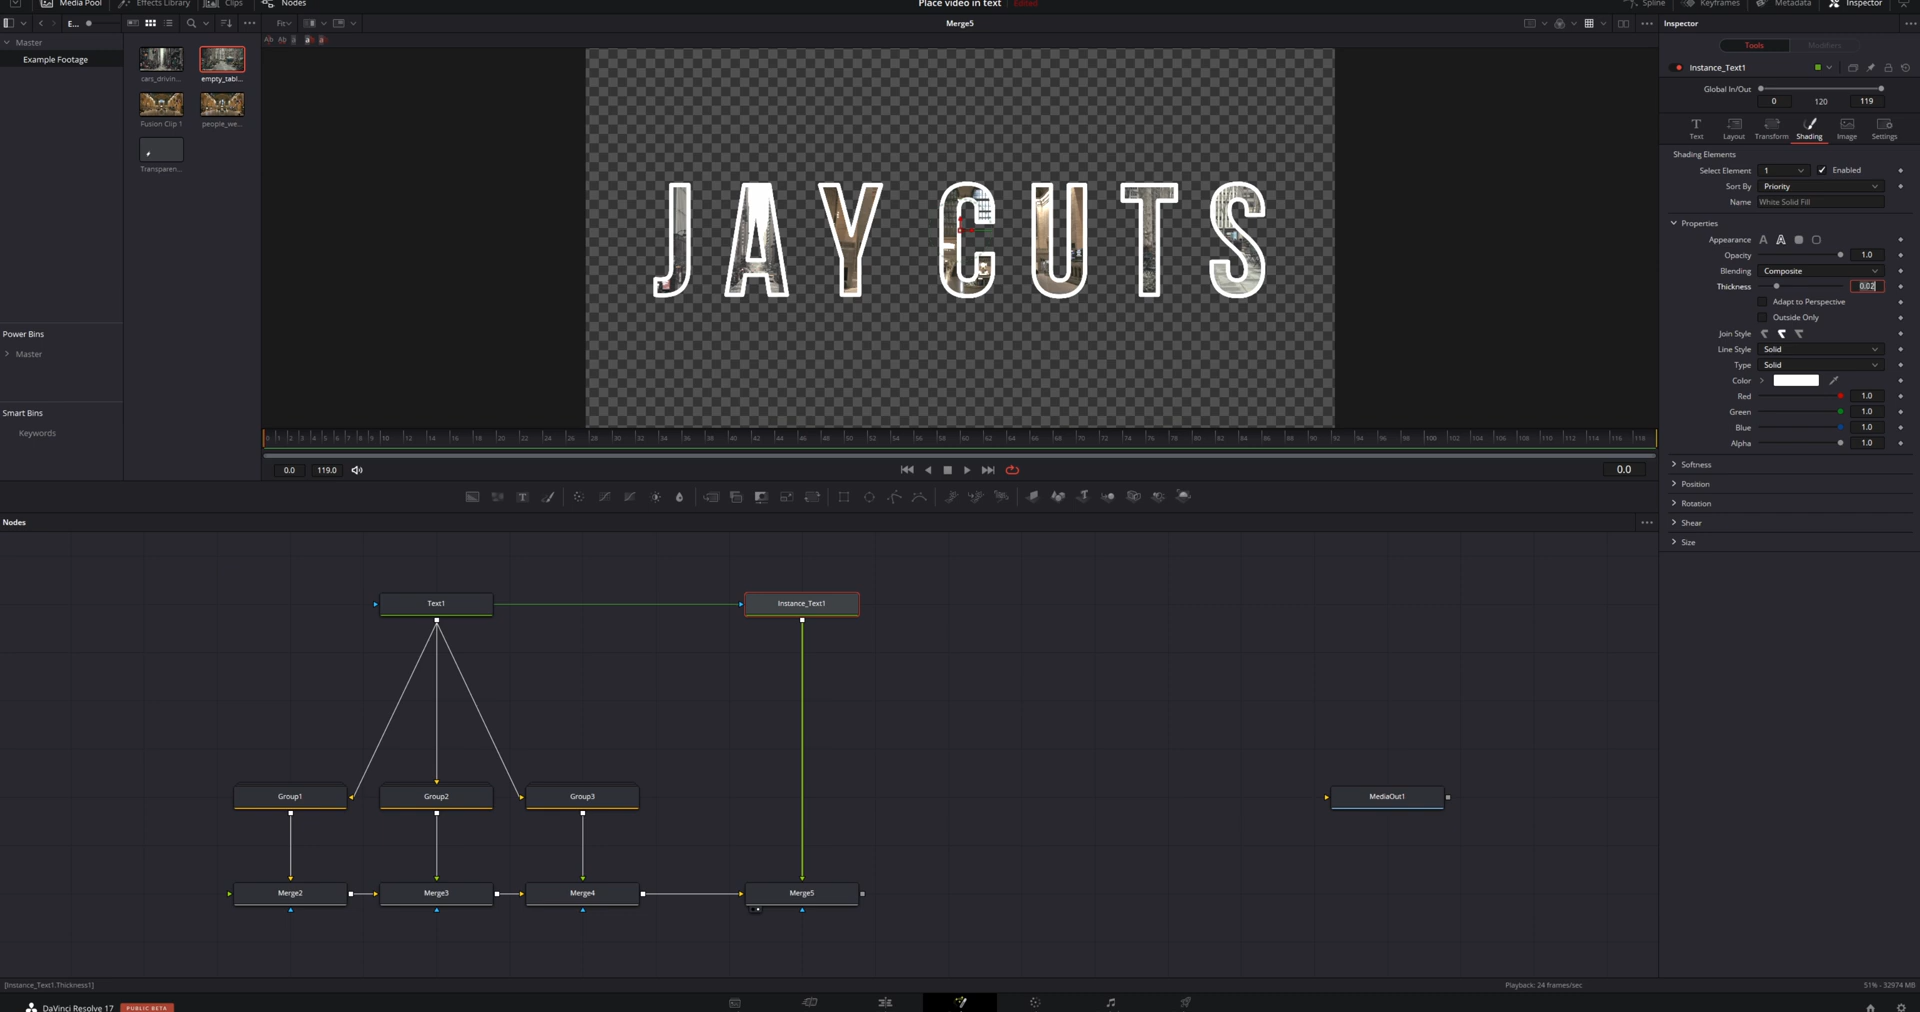 Media Pool
Effects Library
Clips
Nodes
Place video in text
Edited
Spline
Keyframes
Metadata
Inspector
E...
Fit
Merge5
Inspector
Master
Example Footage
cars_drivin...
empty_tabl...
Fusion Clip 1
people_we...
Transparen...
JAY CUTS
Tools
Modifiers
Instance_Text1
Global In/Out
0
120
119
Text
Layout
Transform
Shading
Image
Settings
Shading Elements
Select Element
1
Enabled
Sort By
Priority
Name
White Solid Fill
Properties
Appearance
Opacity
1.0
Blending
Composite
Thickness
0.02
Adapt to Perspective
Outside Only
Join Style
Line Style
Solid
Type
Solid
Color
Red
1.0
Green
1.0
Blue
1.0
Alpha
1.0
Softness
Position
Rotation
Shear
Size
Power Bins
Master
Smart Bins
Keywords
0.0
119.0
0.0
Nodes
Text1
Instance_Text1
Group1
Group2
Group3
MediaOut1
Merge2
Merge3
Merge4
Merge5
[Instance_Text1.Thickness1]
Playback: 24 frames/sec
51% - 32974 MB
DaVinci Resolve 17
PUBLIC BETA